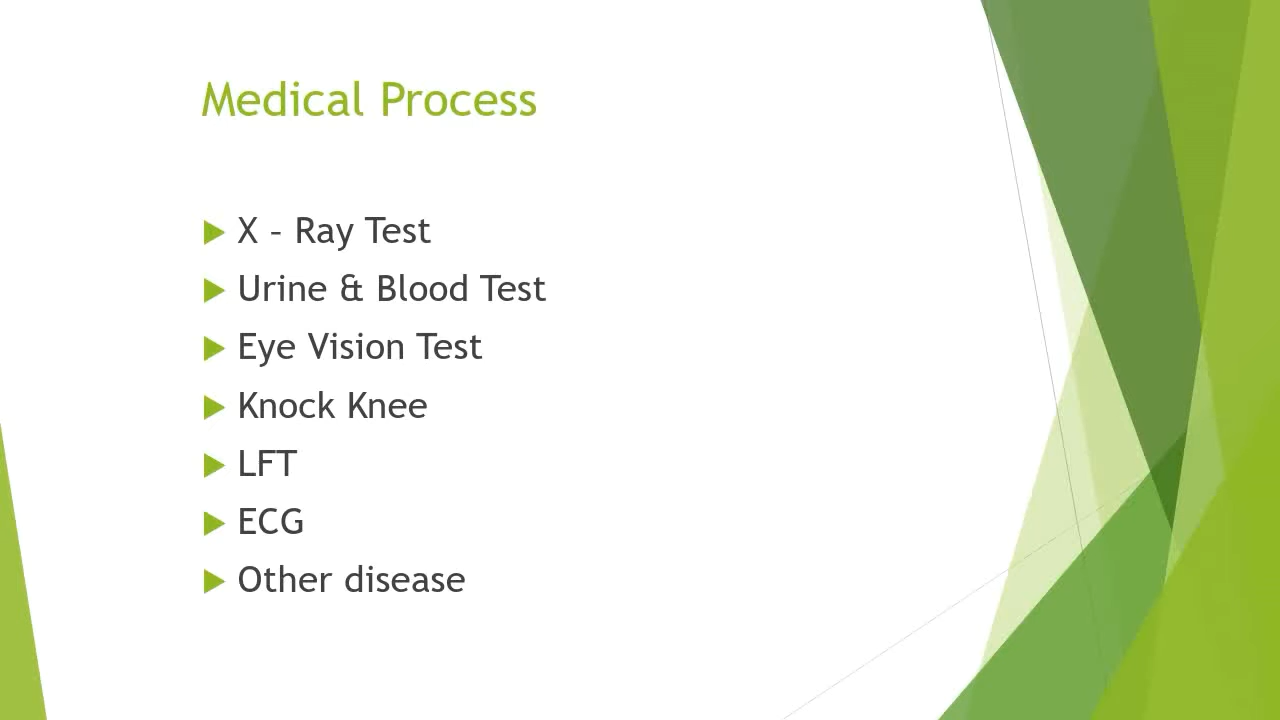 Medical Process
X – Ray Test
Urine & Blood Test
Eye Vision Test
Knock Knee
LFT
ECG
Other disease